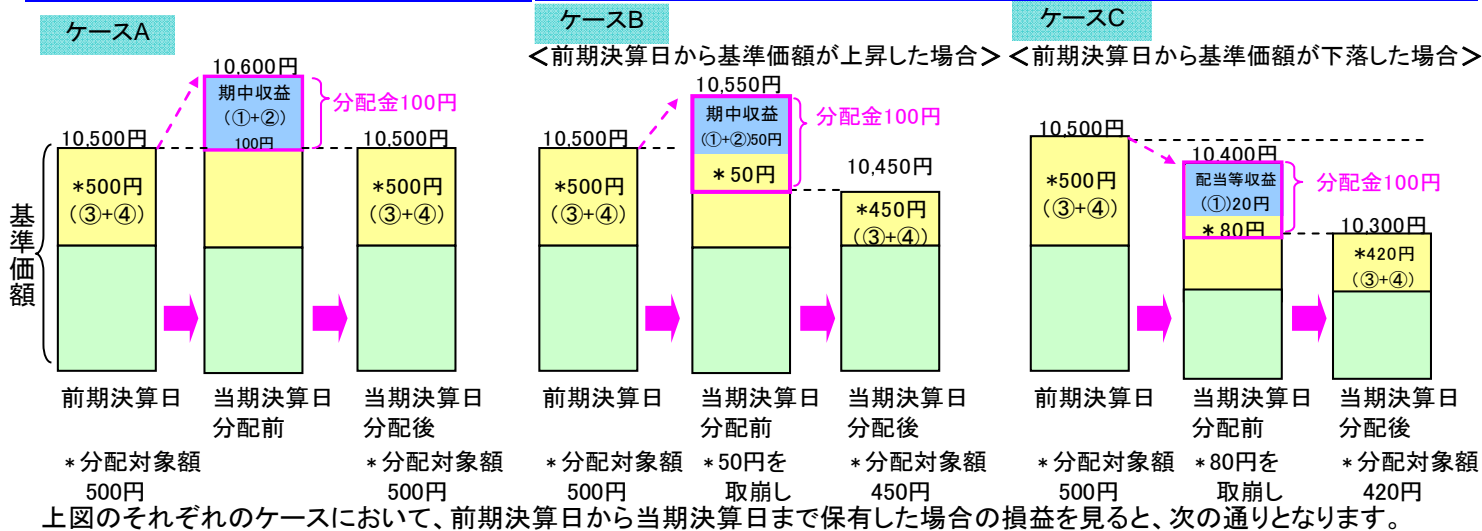 ケースA
10,600円
期中収益
(①+②)
100円
分配金100円
10,500円
10,500円
*500円
(③+④)
*500円
(③+④)
基準価額
前期決算日
当期決算日
分配前
当期決算日
分配後
*分配対象額
500円
*分配対象額
500円
ケースB
<前期決算日から基準価額が上昇した場合>
10,550円
期中収益
(①+②)50円
*50円
分配金100円
10,500円
10,450円
*500円
(③+④)
*450円
(③+④)
前期決算日
当期決算日
分配前
当期決算日
分配後
*分配対象額
500円
*50円を
取崩し
*分配対象額
450円
ケースC
<前期決算日から基準価額が下落した場合>
10,500円
10,400円
配当等収益
(①)20円
*80円
分配金100円
10,300円
*500円
(③+④)
*420円
(③+④)
前期決算日
当期決算日
分配前
当期決算日
分配後
*分配対象額
500円
*80円を
取崩し
*分配対象額
420円
上図のそれぞれのケースにおいて、前期決算日から当期決算日まで保有した場合の損益を見ると、次の通りとなります。